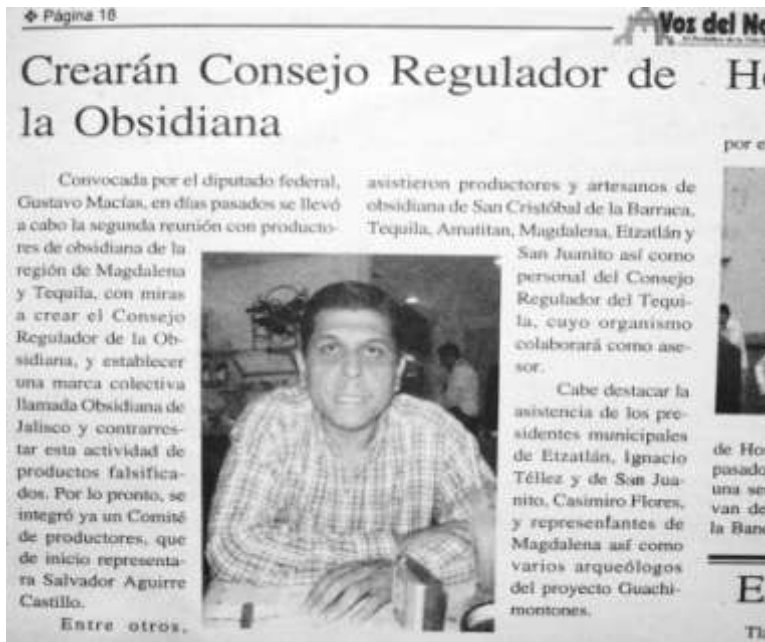 Página 18
Voz del No
Crearán Consejo Regulador de
la Obsidiana
Convocada por el diputado federal,
Gustavo Macías, en días pasados se llevó
a cabo la segunda reunión con producto-
res de obsidiana de la
región de Magdalena
y Tequila, con miras
a crear el Consejo
Regulador de la Ob-
sidiana, y establecer
una marca colectiva
llamada Obsidiana de
Jalisco y contrarres-
tar esta actividad de
productos falsifica-
dos. Por lo pronto, se
integró ya un Comité
de productores, que
de inicio representa-
ra Salvador Aguirre
Castillo.
Entre otros,
asistieron productores y artesanos de
obsidiana de San Cristóbal de la Barraca,
Tequila, Amatitan, Magdalena, Etzatlán y
San Juanito así como
personal del Consejo
Regulador del Tequi-
la, cuyo organismo
colaborará como ase-
sor.
Cabe destacar la
asistencia de los pre-
sidentes municipales
de Etzatlán, Ignacio
Téllez y de San Jua-
nito, Casimiro Flores,
y representantes de
Magdalena así como
varios arqueólogos
del proyecto Guachi-
montones.
H
por e
de Ho
pasado
una se
van de
la Banc
E